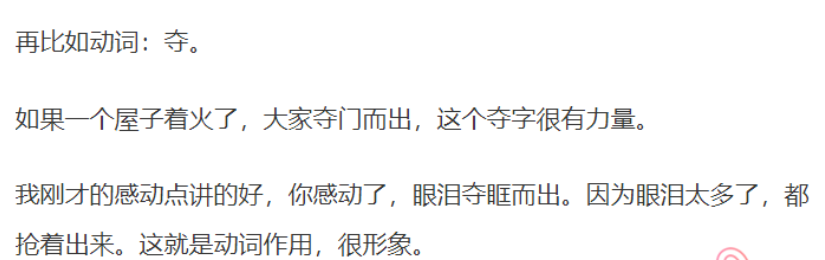 再比如动词：夺。
如果一个屋子着火了，大家夺门而出，这个夺字很有力量。
我刚才的感动点讲的好，你感动了，眼泪夺眶而出。因为眼泪太多了，都
抢着出来。这就是动词作用，很形象。